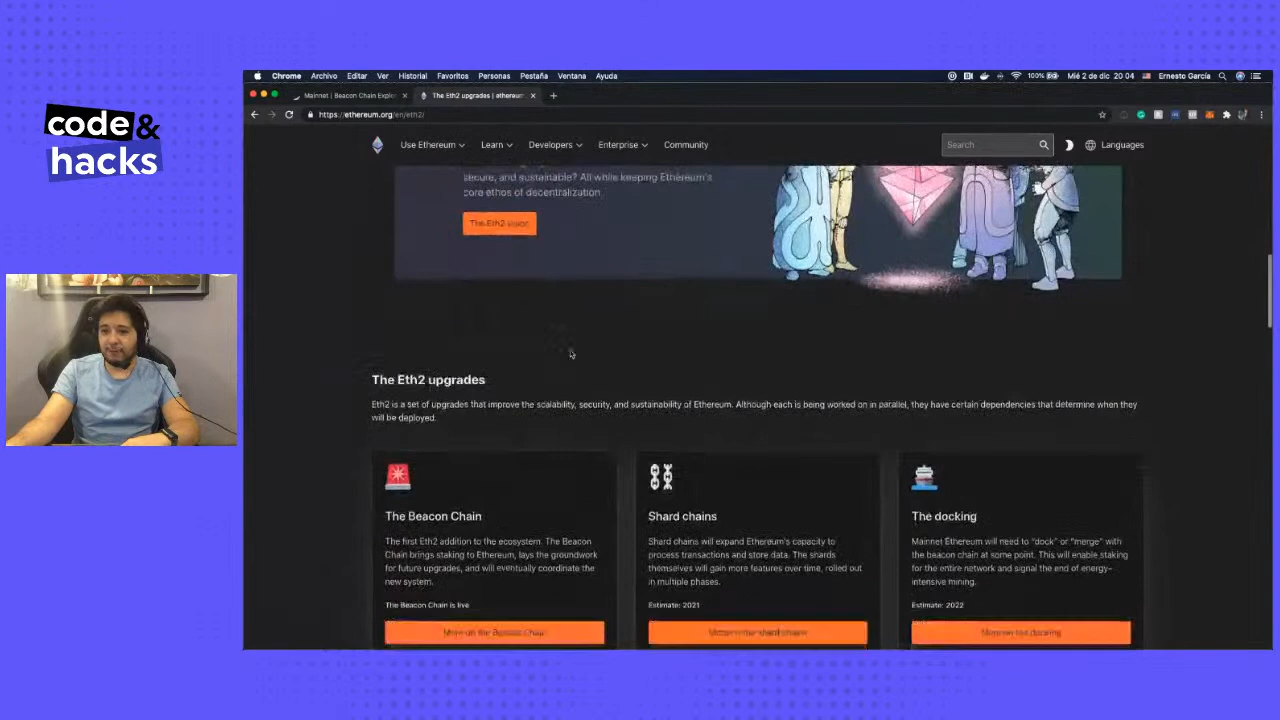 code&
hacks
Chrome Archivo Editar Ver Historial Favoritos Personas Pestaña Ventana Ayuda
100% Mié 2 de dic 20 04 Ernesto García
Mainnet | Beacon Chain Explo
The Eth2 upgrades | ethereum
https://ethereum.org/en/eth2/
Use Ethereum Learn Developers Enterprise Community
Search
Languages
secure, and sustainable? All while keeping Ethereum's
core ethos of decentralization.
The Eth2 vision
The Eth2 upgrades
Eth2 is a set of upgrades that improve the scalability, security, and sustainability of Ethereum. Although each is being worked on in parallel, they have certain dependencies that determine when they
will be deployed.
The Beacon Chain
The first Eth2 addition to the ecosystem. The Beacon
Chain brings staking to Ethereum, lays the groundwork
for future upgrades, and will eventually coordinate the
new system.
The Beacon Chain is live
More on the Beacon Chain
Shard chains
Shard chains will expand Ethereum's capacity to
process transactions and store data. The shards
themselves will gain more features over time, rolled out
in multiple phases.
Estimate: 2021
More on the shard chains
The docking
Mainnet Ethereum will need to "dock" or "merge" with
the beacon chain at some point. This will enable staking
for the entire network and signal the end of energy-
intensive mining.
Estimate: 2022
More on the docking